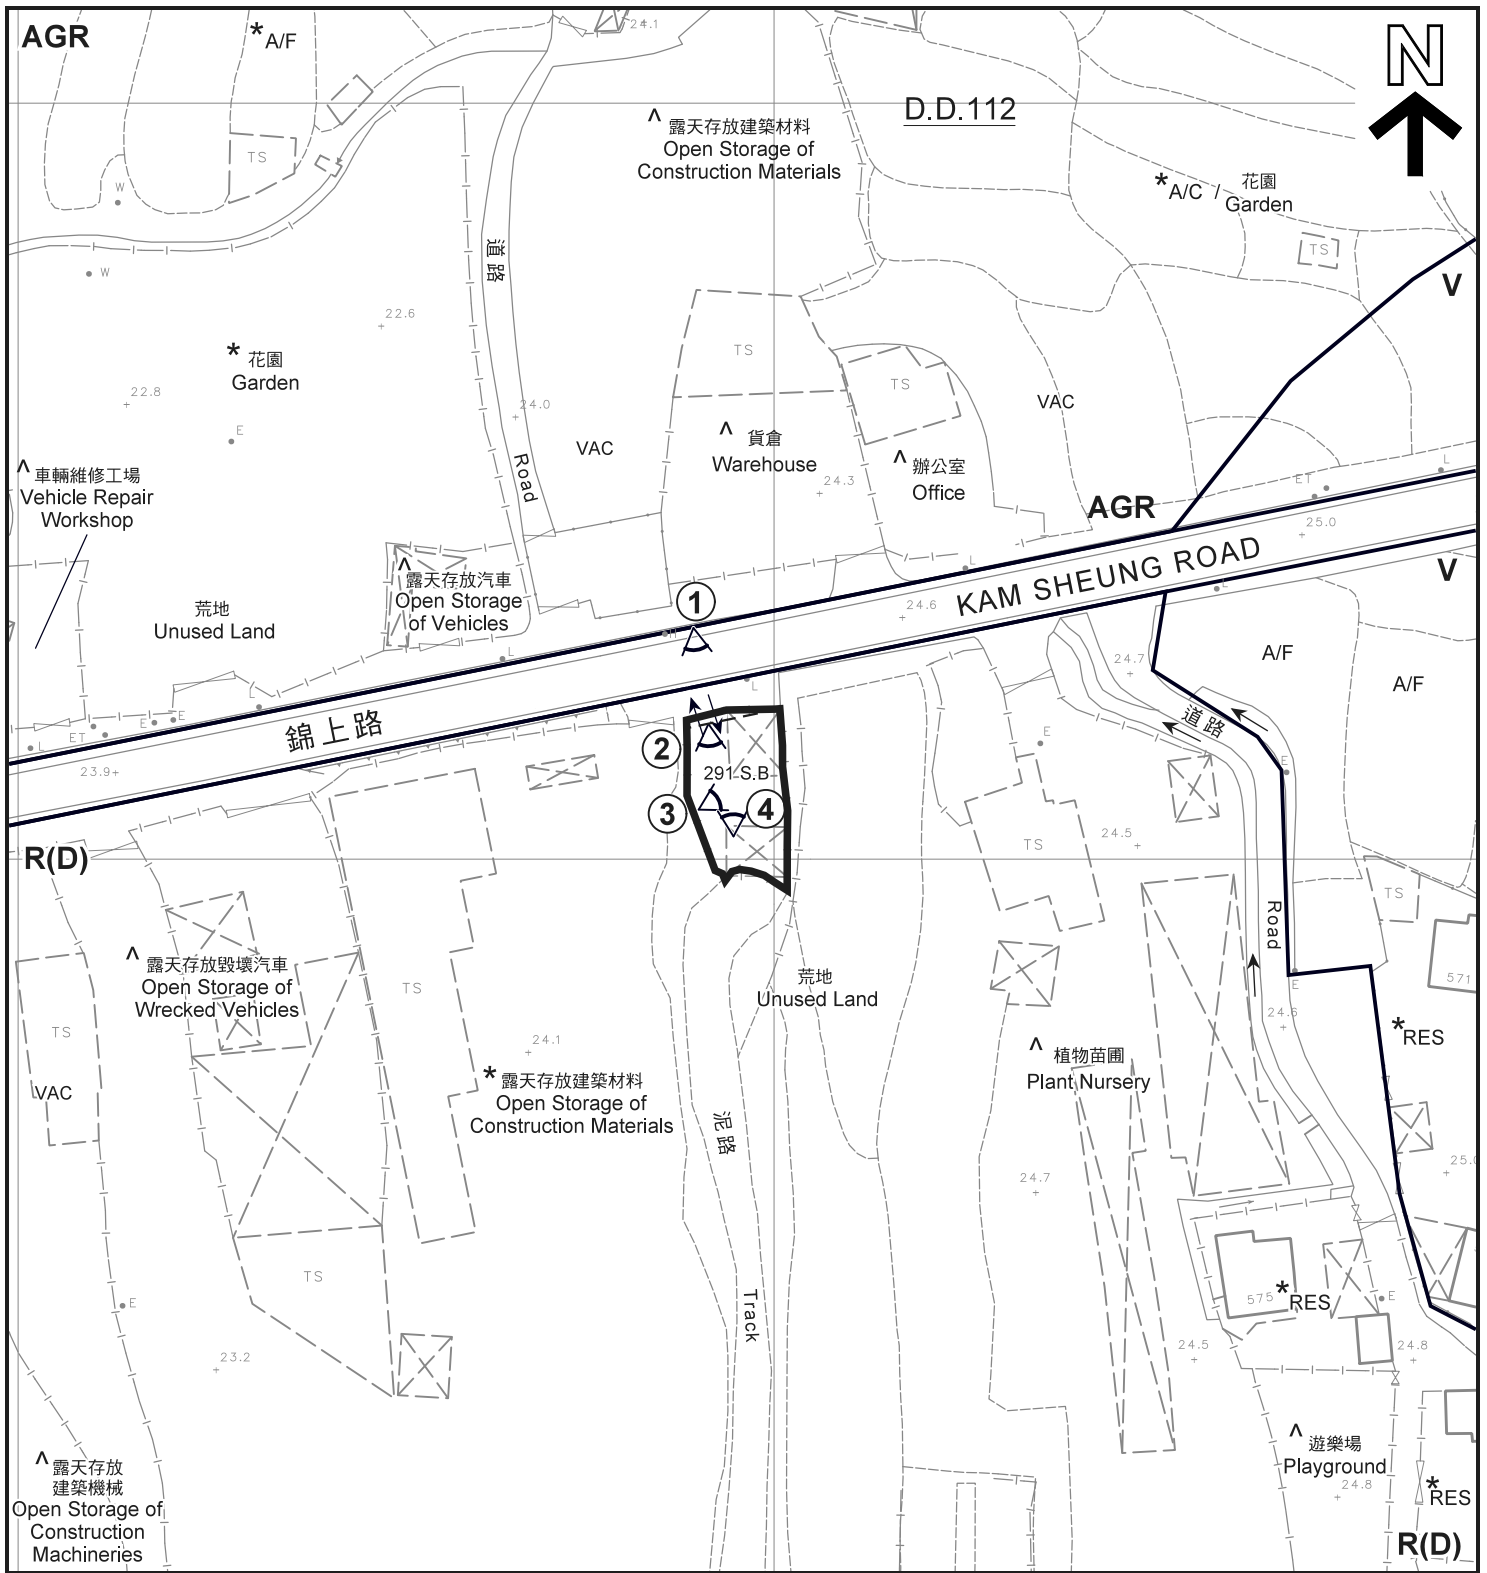 AGR
* A/F
24.1
N
D.D.112
^ 露天存放建築材料
Open Storage of
Construction Materials
TS
W
* A/C / 花園
Garden
TS
道路
W
V
22.6
* 花園
Garden
TS
TS
22.8
24.0
VAC
VAC
E
^ 貨倉
Warehouse
^ 辦公室
Office
^ 車輛維修工場
Vehicle Repair
Workshop
Road
24.3
L
ET
AGR
25.0
KAM SHEUNG ROAD
L
V
^ 露天存放汽車
Open Storage
of Vehicles
荒地
Unused Land
1
24.6
L
L
24.7
A/F
A/F
L
L
E
E
ET
L
錦上路
23.9
道路
2
291 S.B
3
4
E
E
24.5
TS
R(D)
TS
Road
571
^ 露天存放毀壞汽車
Open Storage of
Wrecked Vehicles
TS
荒地
Unused Land
E
24.6
TS
24.1
* RES
^ 植物苗圃
Plant Nursery
* 露天存放建築材料
Open Storage of
Construction Materials
VAC
泥路
24.7
25.0
TS
575
* RES
E
E
Track
23.2
24.5
24.8
^ 遊樂場
Playground
24.8
^ 露天存放
建築機械
Open Storage of
Construction
Machineries
* RES
R(D)